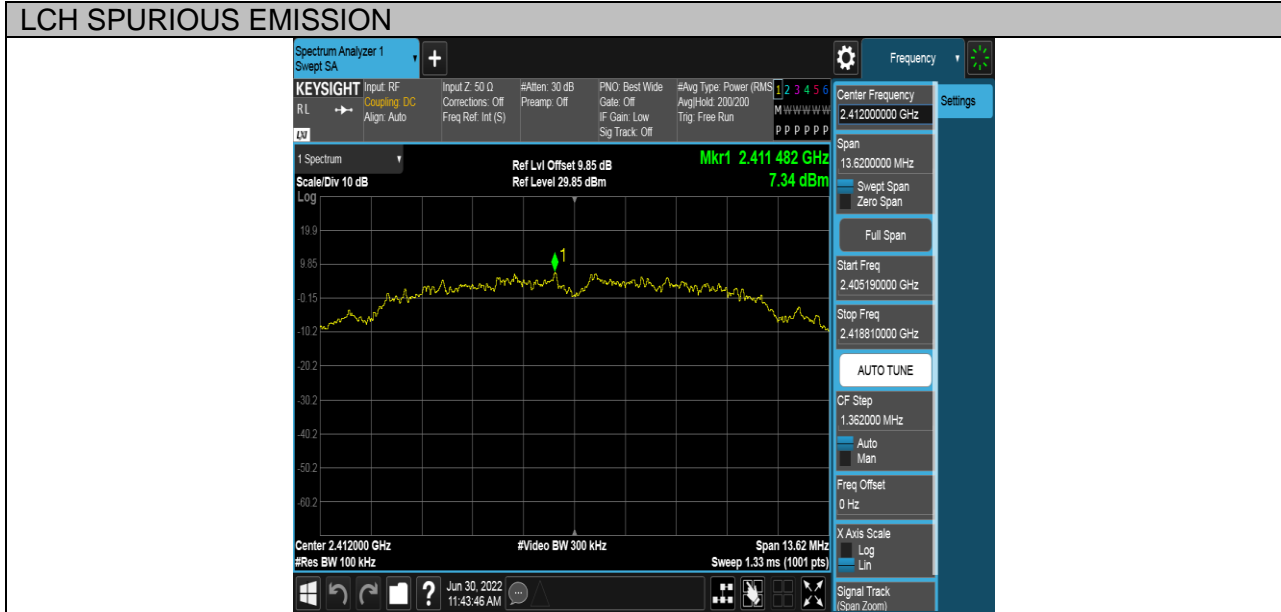 LCH SPURIOUS EMISSION
Spectrum Analyzer 1
Swept SA
+
Frequency
KEYSIGHT Input: RF Input Z: 50 Ω #Atten: 30 dB PNO: Best Wide #Avg Type: Power (RMS 1 2 3 4 5 6
RL Coupling: DC Corrections: Off Preamp: Off Gate: Off Avg|Hold: 200/200 M W W W W W
Align: Auto Freq Ref: Int (S) IF Gain: Low Trig: Free Run
LXI Sig Track: Off P P P P P P
1 Spectrum
Ref Lvl Offset 9.85 dB
Mkr1 2.411 482 GHz
Scale/Div 10 dB
Ref Level 29.85 dBm
7.34 dBm
Log
19.9
9.85
-0.15
-10.2
-20.2
-30.2
-40.2
-50.2
-60.2
1
Center 2.412000 GHz
#Video BW 300 kHz
Span 13.62 MHz
#Res BW 100 kHz
Sweep 1.33 ms (1001 pts)
Center Frequency
2.412000000 GHz
Settings
Span
13.6200000 MHz
Swept Span
Zero Span
Full Span
Start Freq
2.405190000 GHz
Stop Freq
2.418810000 GHz
AUTO TUNE
CF Step
1.362000 MHz
Auto
Man
Freq Offset
0 Hz
X Axis Scale
Log
Lin
Signal Track
(Span Zoom)
?
Jun 30, 2022
11:43:46 AM